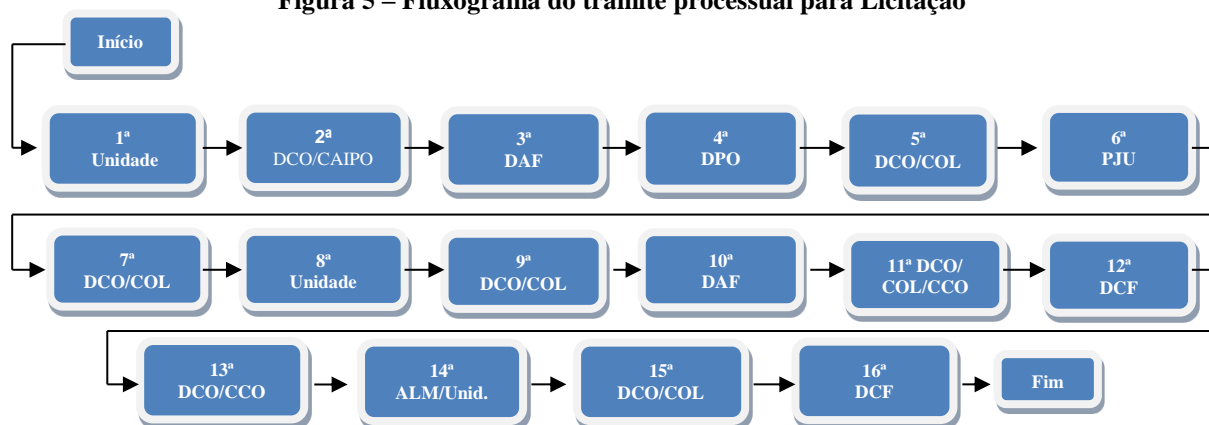 Figura 5 – Fluxograma do trâmite processual para Licitação
Início
1ª
Unidade
2ª
DCO/CAIPO
3ª
DAF
4ª
DPO
5ª
DCO/COL
6ª
PJU
7ª
DCO/COL
8ª
Unidade
9ª
DCO/COL
10ª
DAF
11ª DCO/
COL/CCO
12ª
DCF
13ª
DCO/CCO
14ª
ALM/Unid.
15ª
DCO/COL
16ª
DCF
Fim